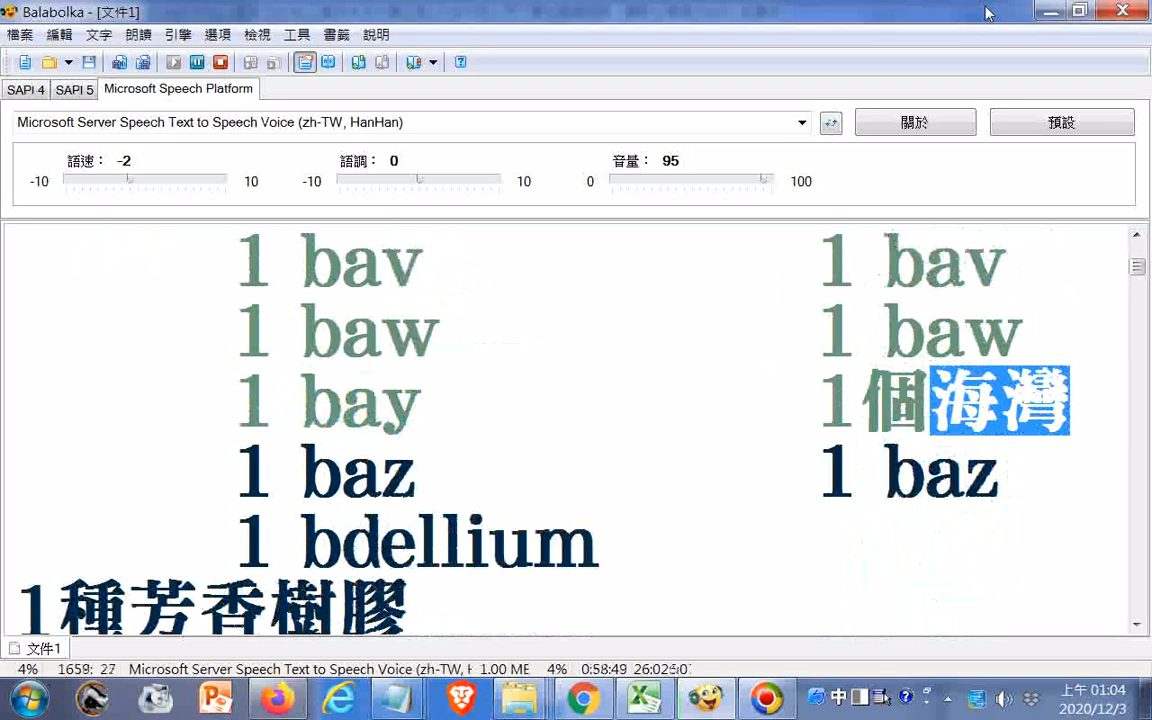 Balabolka - [文件1]
檔案 編輯 文字 朗讀 引擎 選項 檢視 工具 書籤 說明
SAPI 4 SAPI 5 Microsoft Speech Platform
Microsoft Server Speech Text to Speech Voice (zh-TW, HanHan) 關於 預設
語速： -2 語調： 0 音量： 95
-10 10 -10 10 0 100
1 bav 1 bav
1 baw 1 baw
1 bay 1個海灣
1 baz 1 baz
1 bdellium
1種芳香樹膠
文件1
4% 1659: 27 Microsoft Server Speech Text to Speech Voice (zh-TW, 1.00 ME 4% 0:58:49
中
上午 01:04
2020/12/3